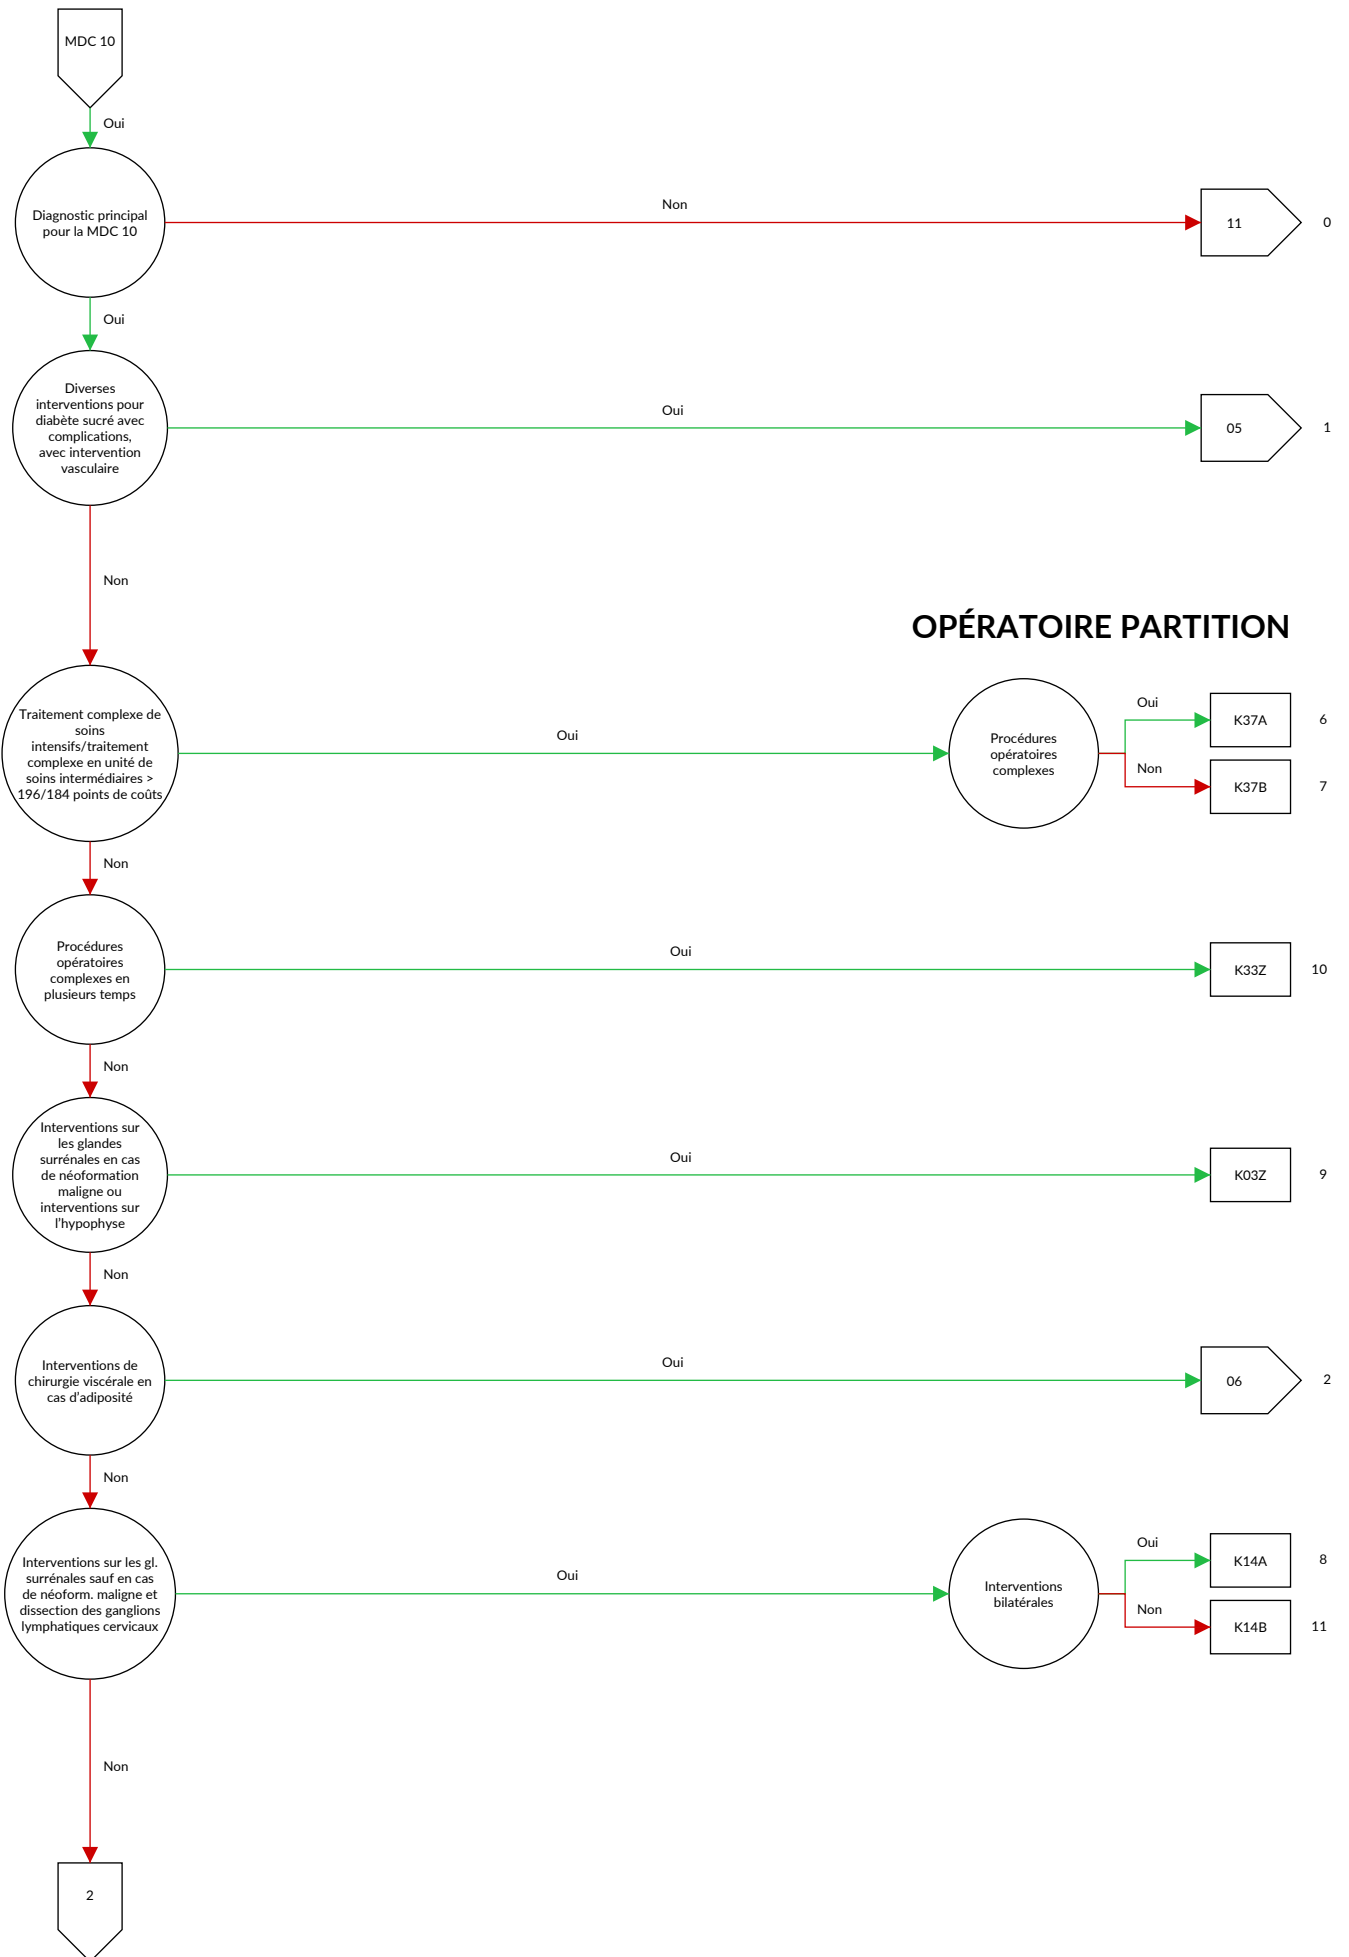 MDC 10
Oui
Diagnostic principal
pour la MDC 10
Non
11
0
Oui
Diverses
interventions pour
diabète sucré avec
complications,
avec intervention
vasculaire
Oui
05
1
Non
OPÉRATOIRE PARTITION
Traitement complexe de
soins
intensifs/traitement
complexe en unité de
soins intermédiaires >
196/184 points de coûts
Oui
Procédures
opératoires
complexes
Oui
K37A
6
Non
K37B
7
Non
Procédures
opératoires
complexes en
plusieurs temps
Oui
K33Z
10
Non
Interventions sur
les glandes
surrénales en cas
de néoformation
maligne ou
interventions sur
l'hypophyse
Oui
K03Z
9
Non
Interventions de
chirurgie viscérale en
cas d'adiposité
Oui
06
2
Non
Interventions sur les gl.
surrénales sauf en cas
de néoform. maligne et
dissection des ganglions
lymphatiques cervicaux
Oui
Interventions
bilatérales
Oui
K14A
8
Non
K14B
11
Non
2